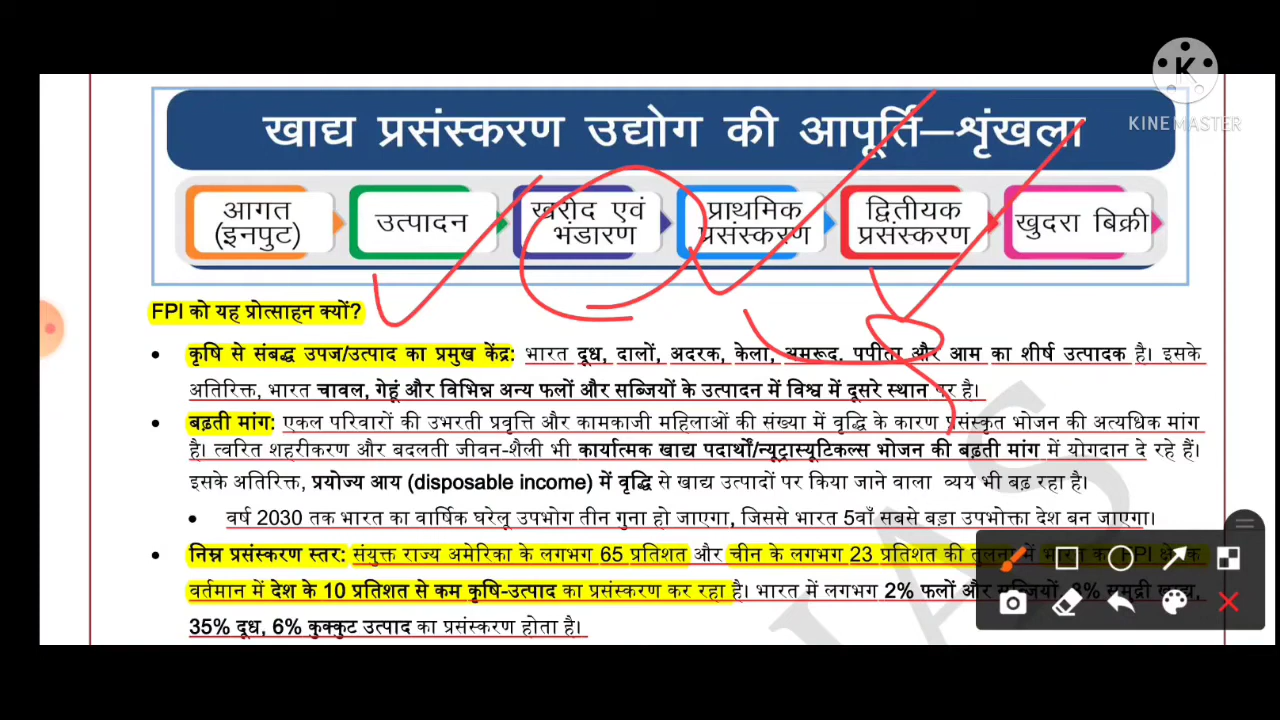 KINEMASTER
खाद्य प्रसंस्करण उद्योग की आपूर्ति–शृंखला
आगत (इनपुट)
उत्पादन
खरीद एवं भंडारण
प्राथमिक प्रसंस्करण
द्वितीयक प्रसंस्करण
खुदरा बिक्री
FPI को यह प्रोत्साहन क्यों?
• कृषि से संबद्ध उपज/उत्पाद का प्रमुख केंद्र: भारत दूध, दालों, अदरक, केला, अमरूद, पपीता और आम का शीर्ष उत्पादक है। इसके
अतिरिक्त, भारत चावल, गेहूं और विभिन्न अन्य फलों और सब्जियों के उत्पादन में विश्व में दूसरे स्थान पर है।
• बढ़ती मांग: एकल परिवारों की उभरती प्रवृत्ति और कामकाजी महिलाओं की संख्या में वृद्धि के कारण प्रसंस्कृत भोजन की अत्यधिक मांग
है। त्वरित शहरीकरण और बदलती जीवन-शैली भी कार्यात्मक खाद्य पदार्थों/न्यूट्रास्यूटिकल्स भोजन की बढ़ती मांग में योगदान दे रहे हैं।
इसके अतिरिक्त, प्रयोज्य आय (disposable income) में वृद्धि से खाद्य उत्पादों पर किया जाने वाला व्यय भी बढ़ रहा है।
• वर्ष 2030 तक भारत का वार्षिक घरेलू उपभोग तीन गुना हो जाएगा, जिससे भारत 5वाँ सबसे बड़ा उपभोक्ता देश बन जाएगा।
• निम्न प्रसंस्करण स्तर: संयुक्त राज्य अमेरिका के लगभग 65 प्रतिशत और चीन के लगभग 23 प्रतिशत की तुलना में भारत का FPI
वर्तमान में देश के 10 प्रतिशत से कम कृषि-उत्पाद का प्रसंस्करण कर रहा है। भारत में लगभग 2% फलों और
35% दूध, 6% कुक्कुट उत्पाद का प्रसंस्करण होता है।